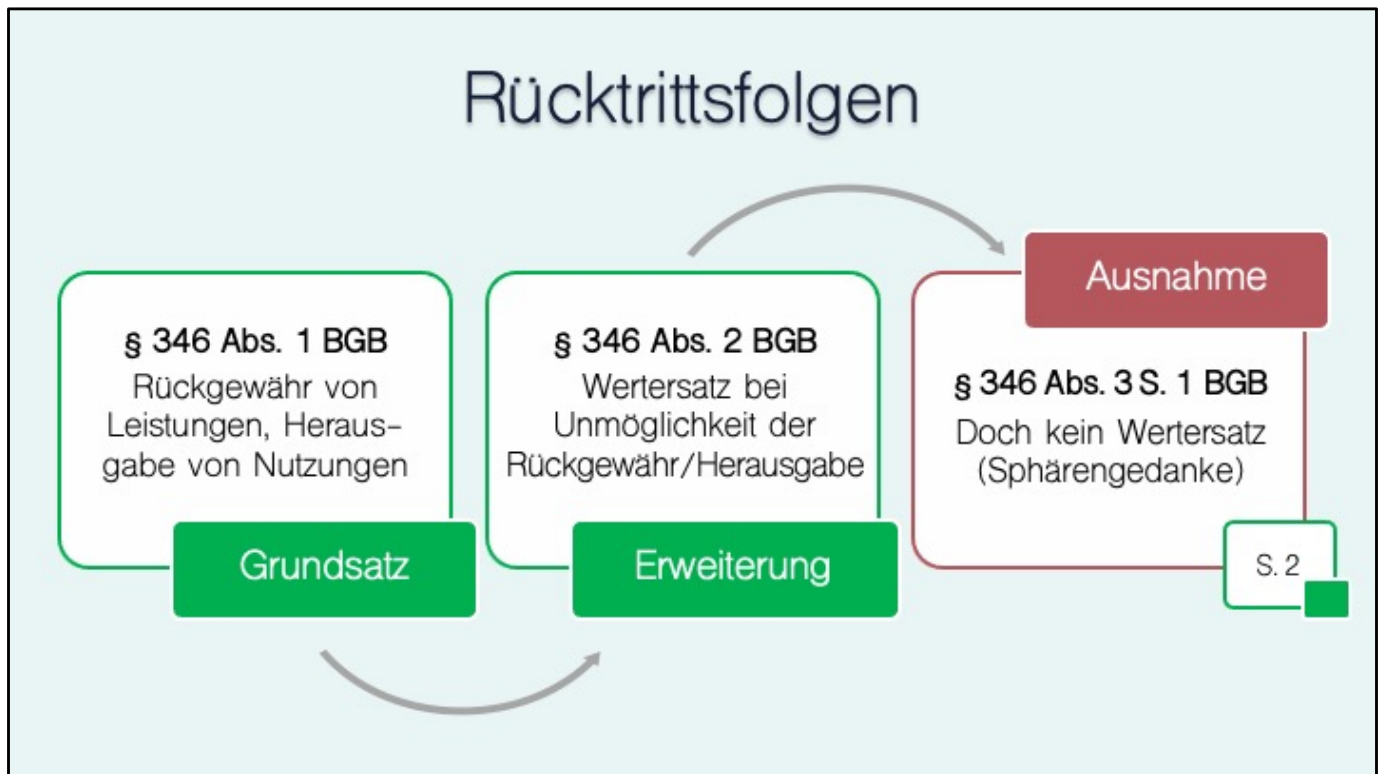 Rücktrittsfolgen
§ 346 Abs. 1 BGB
Rückgewähr von
Leistungen, Heraus-
gabe von Nutzungen
Grundsatz
§ 346 Abs. 2 BGB
Wertersatz bei
Unmöglichkeit der
Rückgewähr/Herausgabe
Erweiterung
Ausnahme
§ 346 Abs. 3 S. 1 BGB
Doch kein Wertersatz
(Sphärengedanke)
S. 2